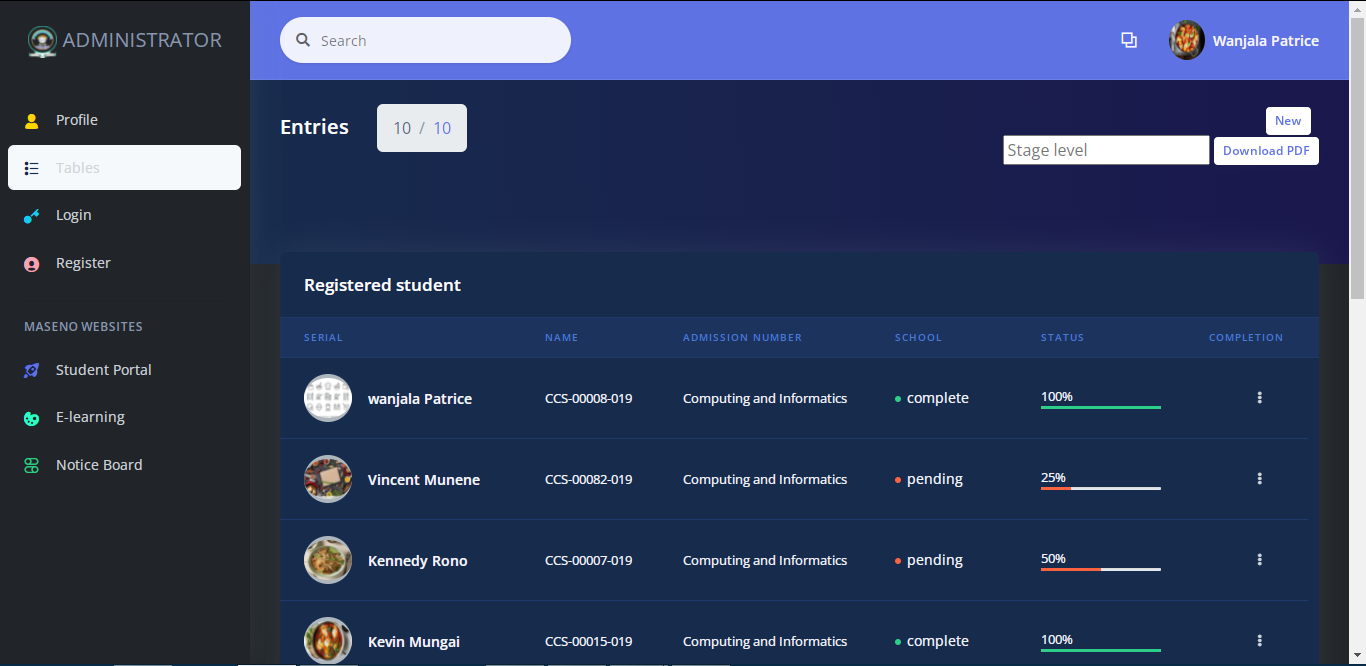 ADMINISTRATOR
Search
Wanjala Patrice
Profile
Tables
Login
Register
MASENO WEBSITES
Student Portal
E-learning
Notice Board
Entries
10 / 10
New
Stage level
Download PDF
Registered student
SERIAL NAME ADMISSION NUMBER SCHOOL STATUS COMPLETION
wanjala Patrice CCS-00008-019 Computing and Informatics complete 100%
Vincent Munene CCS-00082-019 Computing and Informatics pending 25%
Kennedy Rono CCS-00007-019 Computing and Informatics pending 50%
Kevin Mungai CCS-00015-019 Computing and Informatics complete 100%